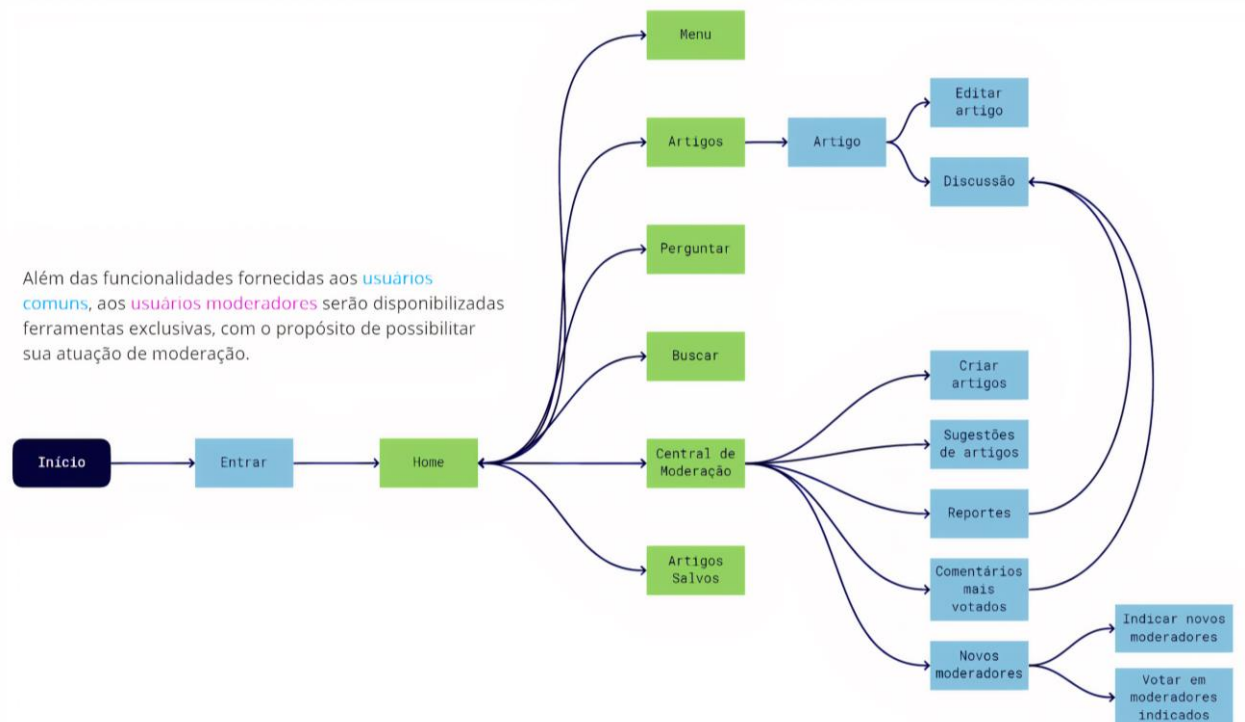 Menu
Editar
artigo
Artigos
Artigo
Discussão
Perguntar
Além das funcionalidades fornecidas aos usuários
comuns, aos usuários moderadores serão disponibilizadas
ferramentas exclusivas, com o propósito de possibilitar
sua atuação de moderação.
Buscar
Criar
artigos
Início
Entrar
Home
Central de
Moderação
Sugestões
de artigos
Reportes
Artigos
Salvos
Comentários
mais
votados
Novos
moderadores
Indicar novos
moderadores
Votar em
moderadores
indicados